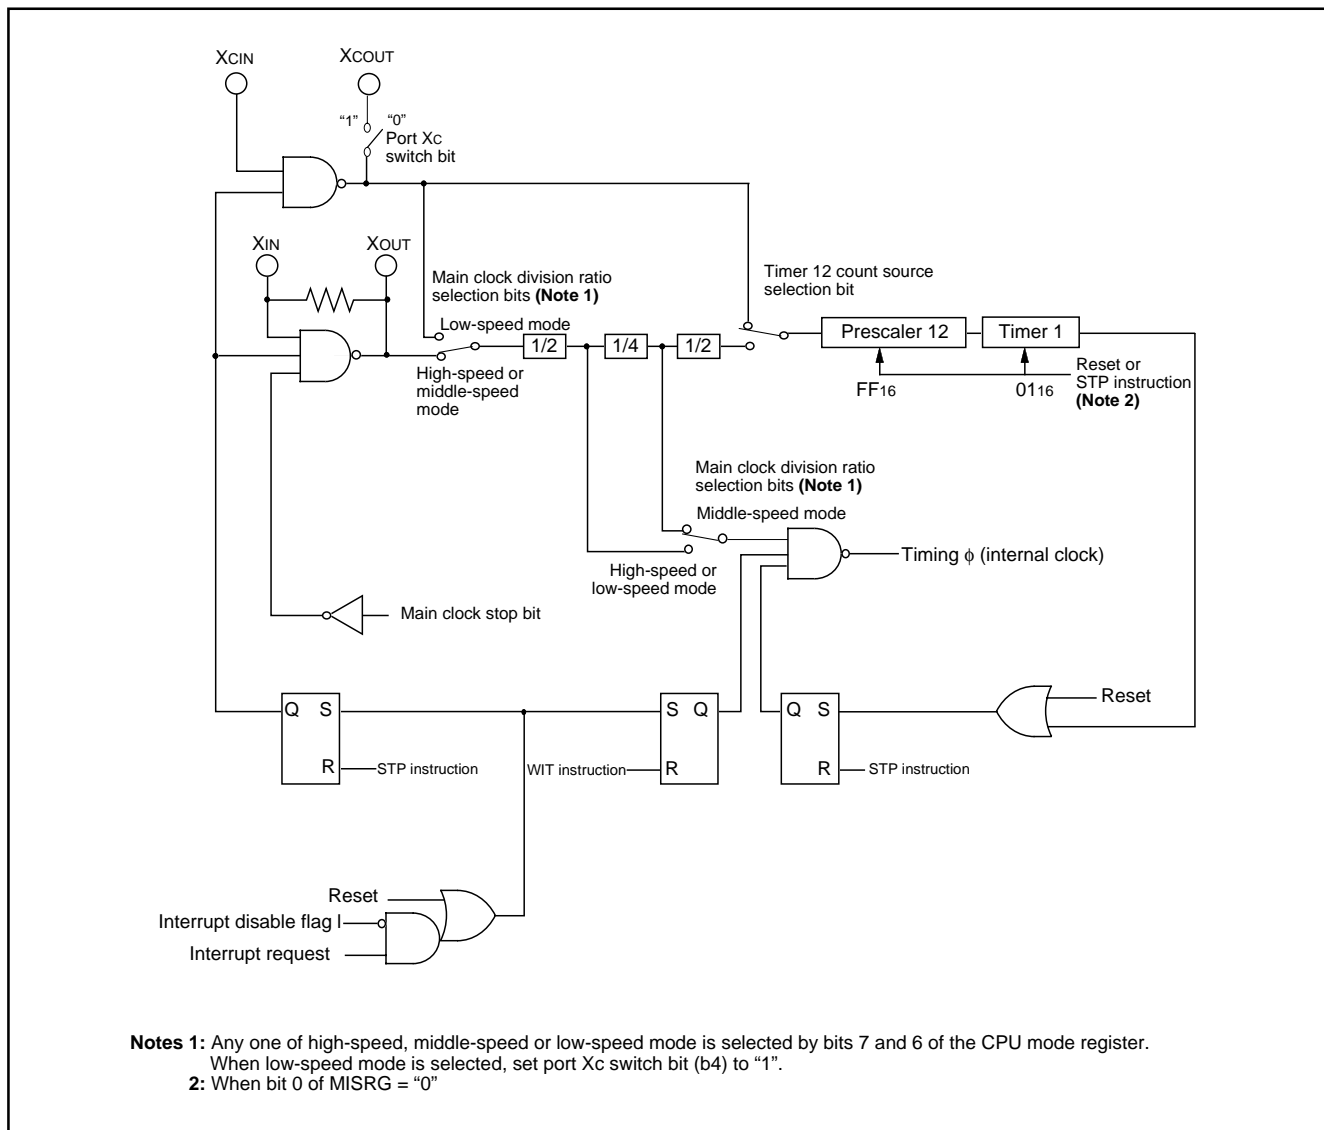 XCIN
XCOUT
“1”
“0”
Port XC
switch bit
XIN
XOUT
Main clock division ratio
selection bits (Note 1)
Low-speed mode
Timer 12 count source
selection bit
1/2
1/4
1/2
Prescaler 12
Timer 1
High-speed or
middle-speed
mode
FF16
0116
Reset or
STP instruction
(Note 2)
Main clock division ratio
selection bits (Note 1)
Middle-speed mode
Timing ϕ (internal clock)
High-speed or
low-speed mode
Main clock stop bit
Reset
Q S
R
STP instruction
WIT instruction
S Q
R
Q S
R
STP instruction
Reset
Interrupt disable flag I
Interrupt request
Notes 1: Any one of high-speed, middle-speed or low-speed mode is selected by bits 7 and 6 of the CPU mode register.
When low-speed mode is selected, set port Xc switch bit (b4) to “1”.
2: When bit 0 of MISRG = “0”